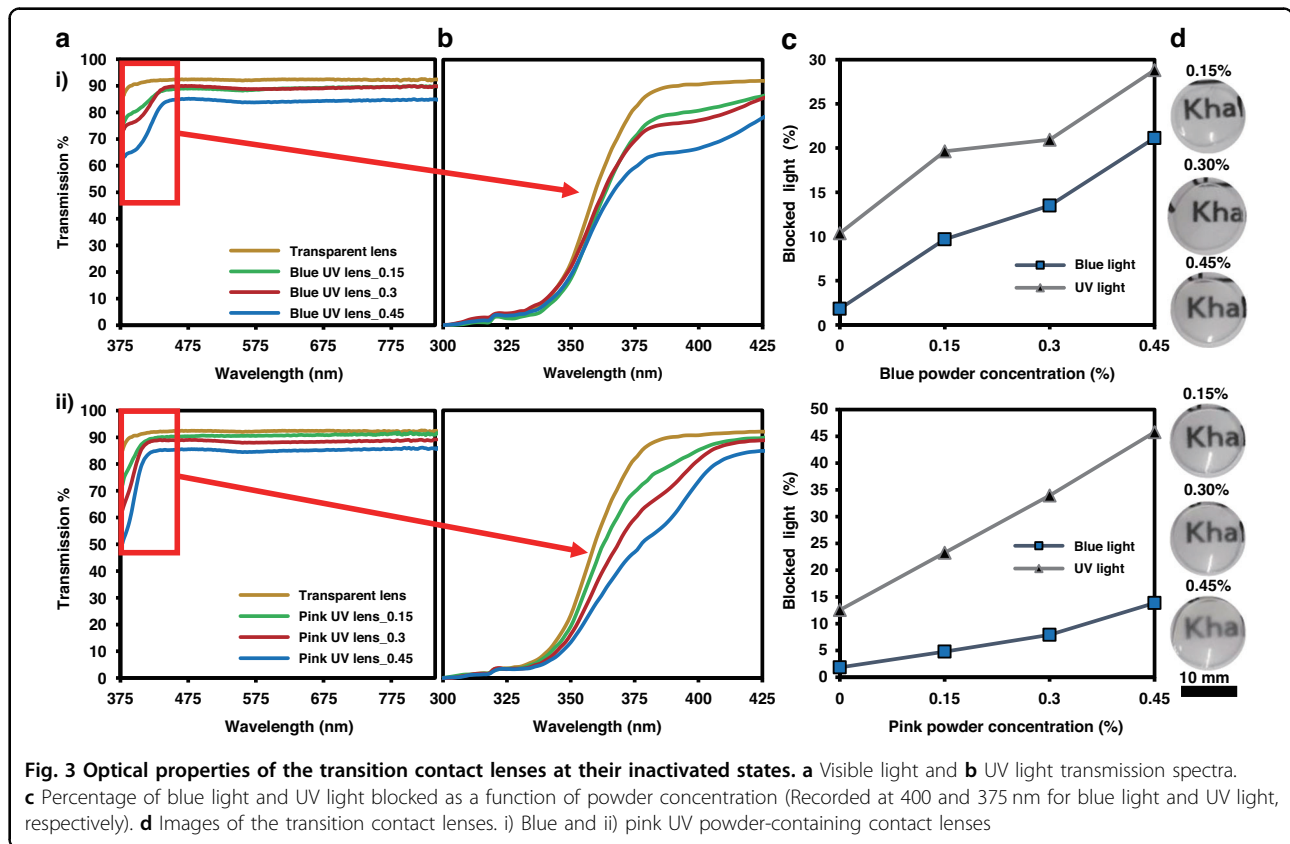 a
b
c
d
i)
100
90
80
70
60
50
40
30
20
10
0
Transmission %
Transparent lens
Blue UV lens_0.15
Blue UV lens_0.3
Blue UV lens_0.45
375 475 575 675 775
Wavelength (nm)
300 325 350 375 400 425
Wavelength (nm)
30
25
20
15
10
5
0
Blocked light (%)
Blue light
UV light
0 0.15 0.3 0.45
Blue powder concentration (%)
0.15%
Khal
0.30%
Kha
0.45%
Khal
ii)
100
90
80
70
60
50
40
30
20
10
0
Transmission %
Transparent lens
Pink UV lens_0.15
Pink UV lens_0.3
Pink UV lens_0.45
375 475 575 675 775
Wavelength (nm)
300 325 350 375 400 425
Wavelength (nm)
50
45
40
35
30
25
20
15
10
5
0
Blocked light (%)
Blue light
UV light
0 0.15 0.3 0.45
Pink powder concentration (%)
0.15%
Khal
0.30%
Khal
0.45%
Khal
10 mm
Fig. 3 Optical properties of the transition contact lenses at their inactivated states. a Visible light and b UV light transmission spectra.
c Percentage of blue light and UV light blocked as a function of powder concentration (Recorded at 400 and 375 nm for blue light and UV light,
respectively). d Images of the transition contact lenses. i) Blue and ii) pink UV powder-containing contact lenses